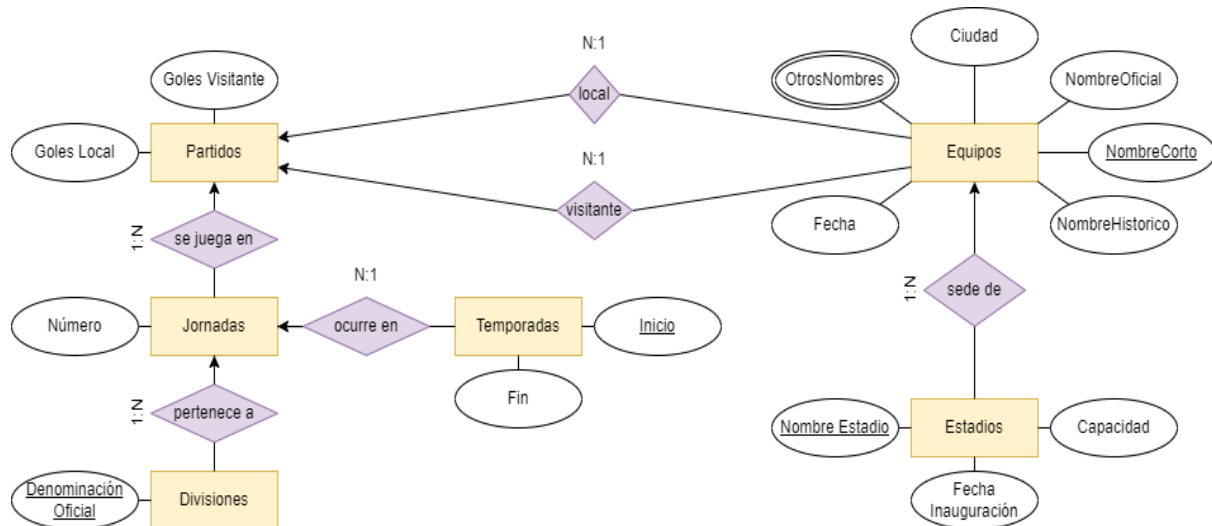 N:1
Ciudad
Goles Visitante
OtrosNombres
NombreOficial
local
Goles Local
Partidos
Equipos
NombreCorto
N:1
visitante
Fecha
NombreHistorico
se juega en
1:N
N:1
sede de
1:N
Número
Jornadas
ocurre en
Temporadas
Inicio
Fin
pertenece a
1:N
Nombre Estadio
Estadios
Capacidad
Denominación
Oficial
Divisiones
Fecha
Inauguración